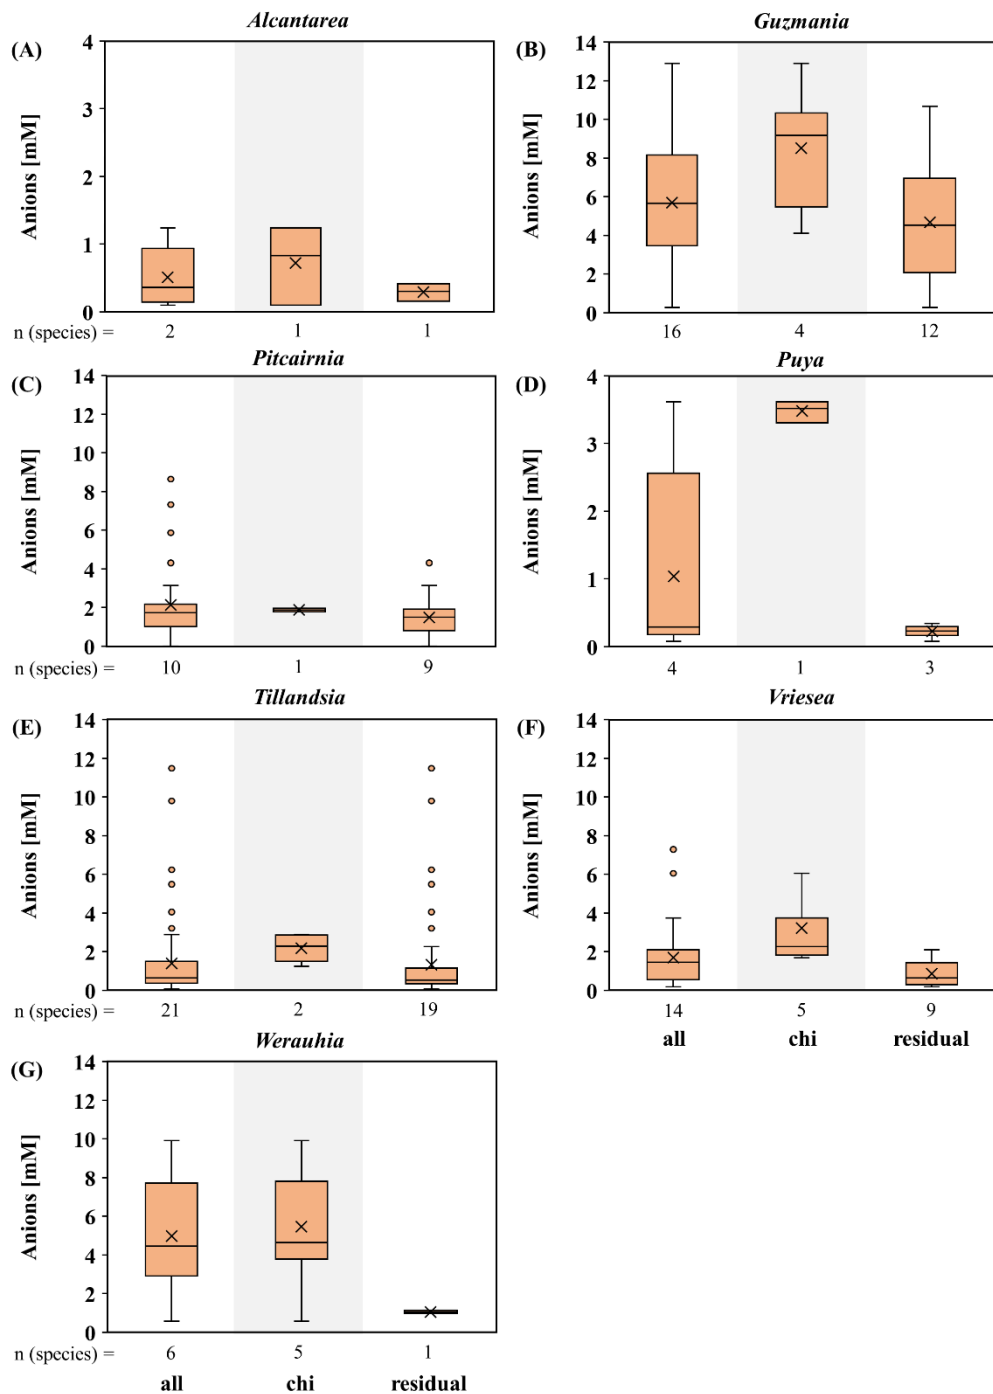 Alcantarea
(A)
Anions [mM]
4
3
2
1
0
n (species) =
2
1
1
Guzmania
(B)
Anions [mM]
14
12
10
8
6
4
2
0
16
4
12
Pitcairnia
(C)
Anions [mM]
14
12
10
8
6
4
2
0
n (species) =
10
1
9
Puya
(D)
Anions [mM]
4
3
2
1
0
4
1
3
Tillandsia
(E)
Anions [mM]
14
12
10
8
6
4
2
0
n (species) =
21
2
19
Vriesea
(F)
Anions [mM]
14
12
10
8
6
4
2
0
14
5
9
all
chi
residual
Werauhia
(G)
Anions [mM]
14
12
10
8
6
4
2
0
n (species) =
6
5
1
all
chi
residual